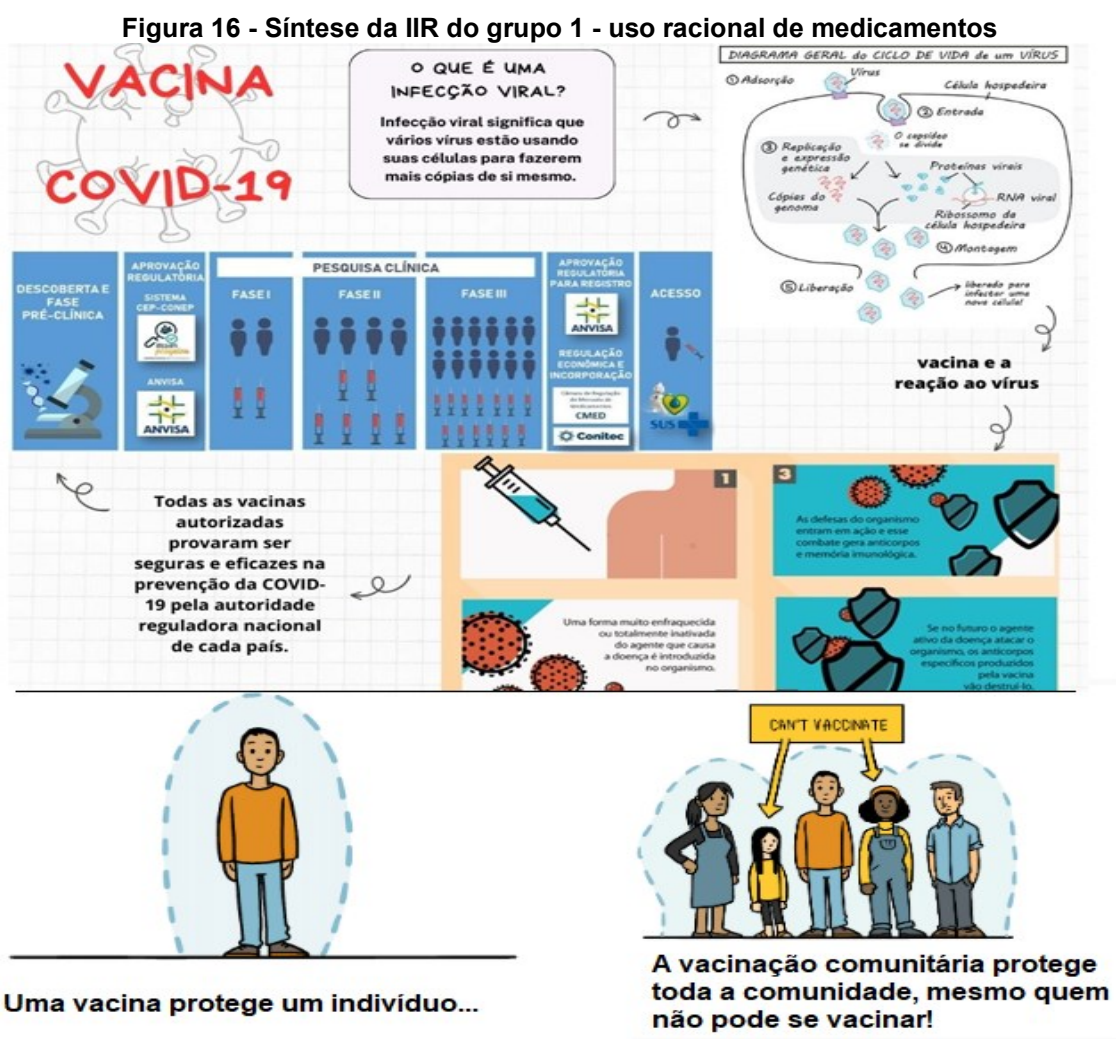 Figura 16 - Síntese da IIR do grupo 1 - uso racional de medicamentos
VACINA
COVID-19
O QUE É UMA
INFECÇÃO VIRAL?
Infecção viral significa que
vários vírus estão usando
suas células para fazerem
mais cópias de si mesmo.
DIAGRAMA GERAL do CICLO DE VIDA de um VÍRUS
① Adsorção
Vírus
Célula hospedeira
② Entrada
O capsídeo
se divide
③ Replicação
e expressão
genética
Proteínas virais
Cópias do
genoma
RNA viral
Ribossomo da
célula hospedeira
④ Montagem
⑤ Liberação
liberado para
infectar uma
nova célula!
DESCOBERTA E
FASE
PRÉ-CLÍNICA
APROVAÇÃO
REGULATÓRIA
SISTEMA
CEP-CONEP
ANVISA
ANVISA
PESQUISA CLÍNICA
FASE I
FASE II
FASE III
APROVAÇÃO
REGULATÓRIA
PARA REGISTRO
ANVISA
REGULAÇÃO
ECONÔMICA E
INCORPORAÇÃO
Câmara de Regulação
do Mercado de
Medicamentos
CMED
Conitec
ACESSO
SUS
vacina e a
reação ao vírus
Todas as vacinas
autorizadas
provaram ser
seguras e eficazes na
prevenção da COVID-
19 pela autoridade
reguladora nacional
de cada país.
1
Uma forma muito enfraquecida
ou totalmente inativada
do agente que causa
a doença é introduzida
no organismo.
3
As defesas do organismo
entram em ação e esse
combate gera anticorpos
e memória imunológica.
Se no futuro o agente
ativo da doença atacar o
organismo, os anticorpos
específicos produzidos
pela vacina
vão destruí-lo.
CAN'T VACCINATE
Uma vacina protege um indivíduo...
A vacinação comunitária protege
toda a comunidade, mesmo quem
não pode se vacinar!